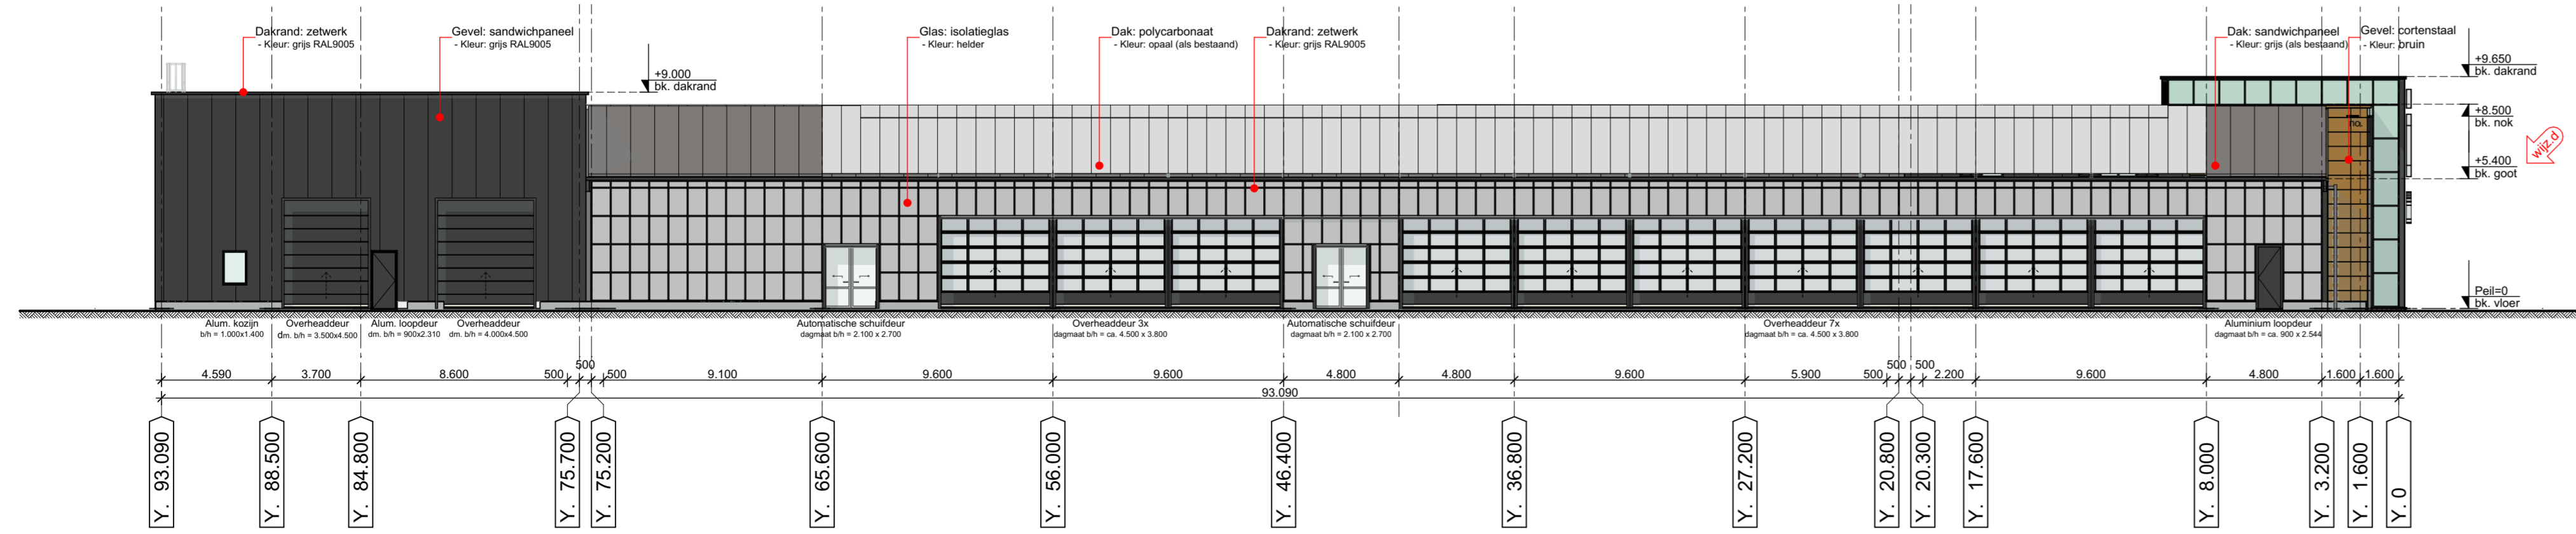 Dakrand: zetwerk
- Kleur: grijs RAL9005
Gevel: sandwichpaneel
- Kleur: grijs RAL9005
Glas: isolatieglas
- Kleur: helder
Dak: polycarbonaat
- Kleur: opaal (als bestaand)
Dakrand: zetwerk
- Kleur: grijs RAL9005
Dak: sandwichpaneel
- Kleur: grijs (als bestaand)
Gevel: cortenstaal
- Kleur: bruin
+9.000
bk. dakrand
+9.650
bk. dakrand
+8.500
bk. nok
+5.400
bk. goot
Peil=0
bk. vloer
wijz.d
no.
Alum. kozijn
b/h = 1.000x1.400
Overheaddeur
dm. b/h = 3.500x4.500
Alum. loopdeur
dm. b/h = 900x2.310
Overheaddeur
dm. b/h = 4.000x4.500
Automatische schuifdeur
dagmaat b/h = 2.100 x 2.700
Overheaddeur 3x
dagmaat b/h = ca. 4.500 x 3.800
Automatische schuifdeur
dagmaat b/h = 2.100 x 2.700
Overheaddeur 7x
dagmaat b/h = ca. 4.500 x 3.800
Aluminium loopdeur
dagmaat b/h = ca. 900 x 2.544
4.590 3.700 8.600 500 500 500 9.100 9.600 9.600 4.800 4.800 9.600 5.900 500 500 500 2.200 9.600 4.800 1.600 1.600
93.090
Y. 93.090
Y. 88.500
Y. 84.800
Y. 75.700
Y. 75.200
Y. 65.600
Y. 56.000
Y. 46.400
Y. 36.800
Y. 27.200
Y. 20.800
Y. 20.300
Y. 17.600
Y. 8.000
Y. 3.200
Y. 1.600
Y. 0